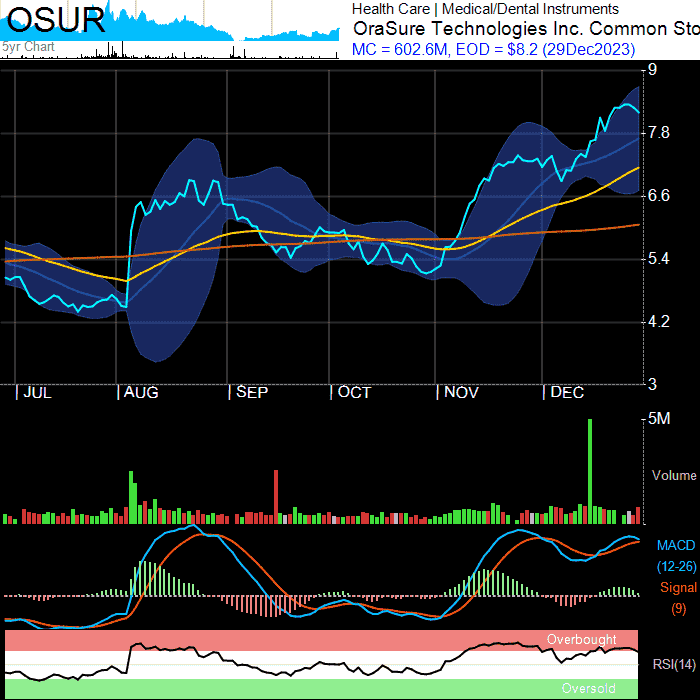 OSUR
5yr Chart
Health Care | Medical/Dental Instruments
OraSure Technologies Inc. Common Sto
MC = 602.6M, EOD = $8.2 (29Dec2023)
9
7.8
6.6
5.4
4.2
3
| JUL | AUG | SEP | OCT | NOV | DEC
5M
Volume
MACD
(12-26)
Signal
(9)
Overbought
RSI(14)
Oversold